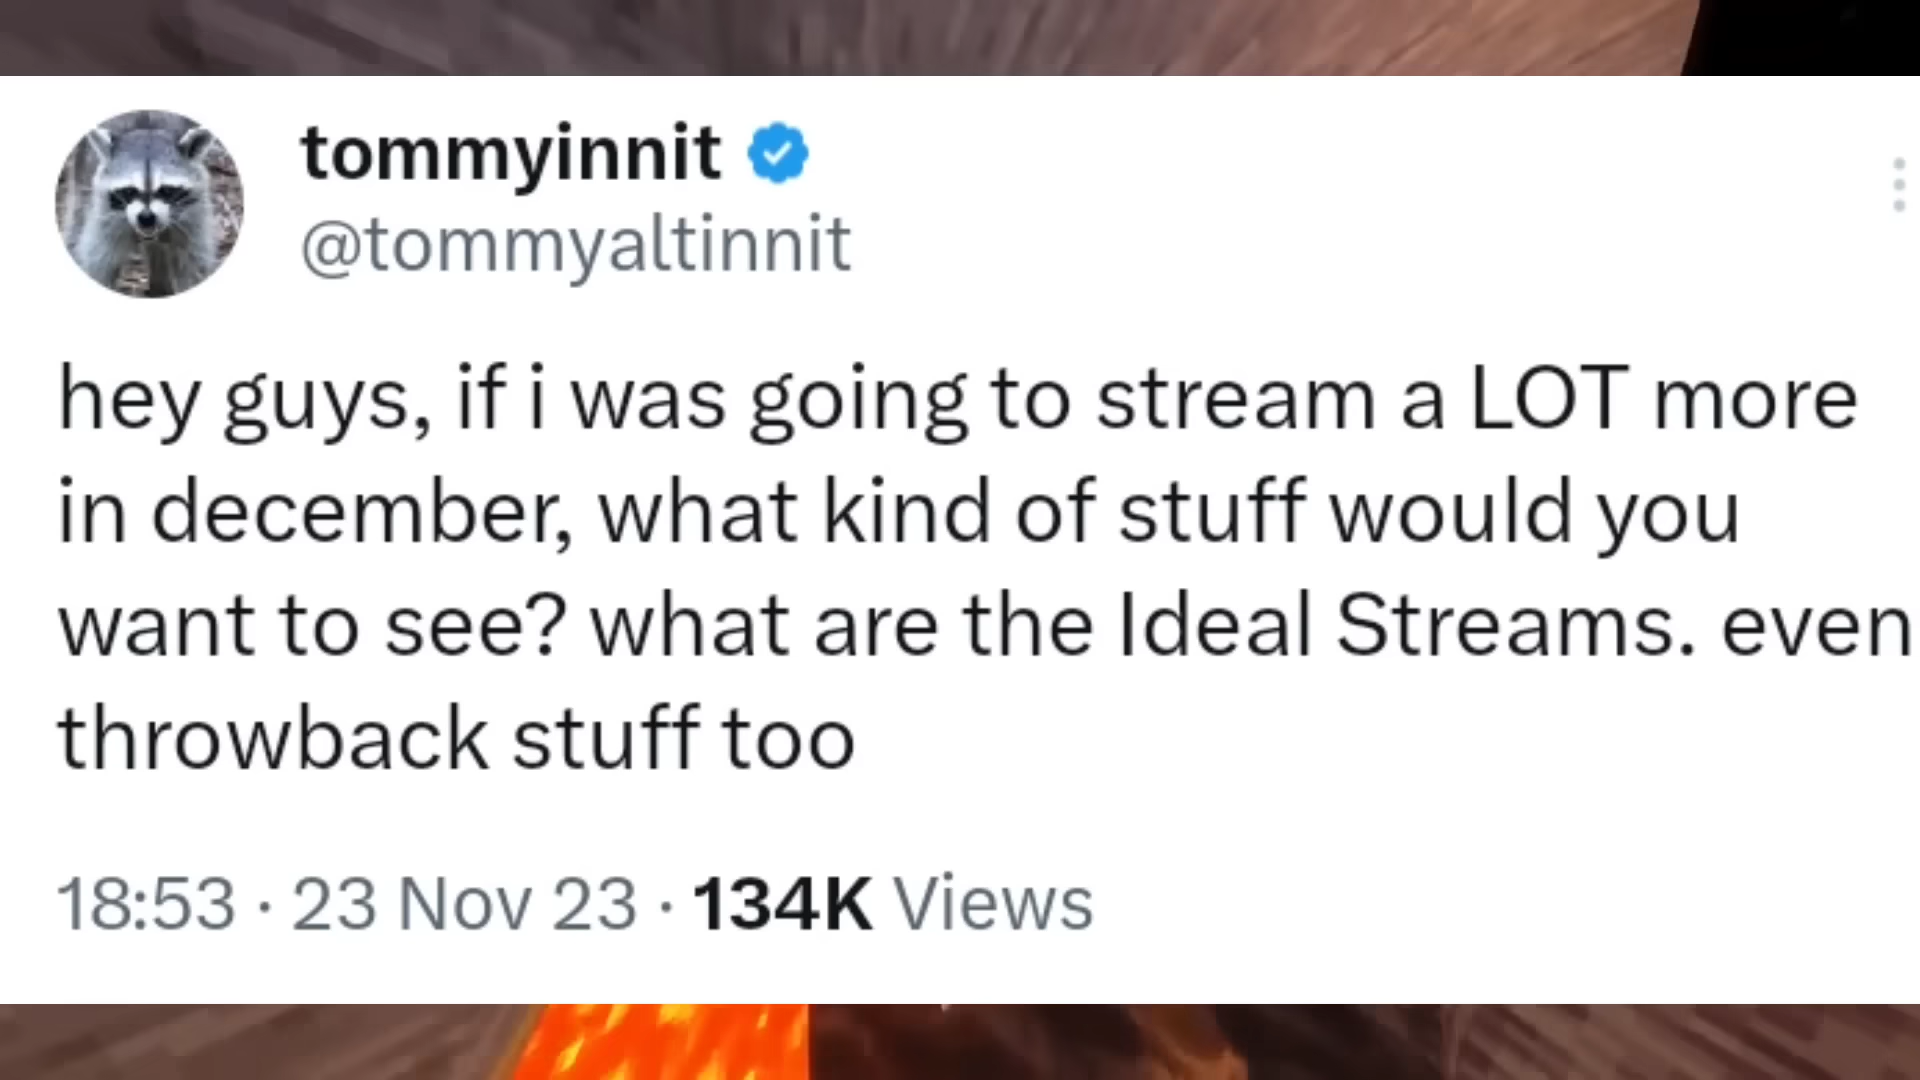 tommyinnit
@tommyaltinnit
hey guys, if i was going to stream a LOT more
in december, what kind of stuff would you
want to see? what are the Ideal Streams. even
throwback stuff too
18:53 · 23 Nov 23 · 134K Views